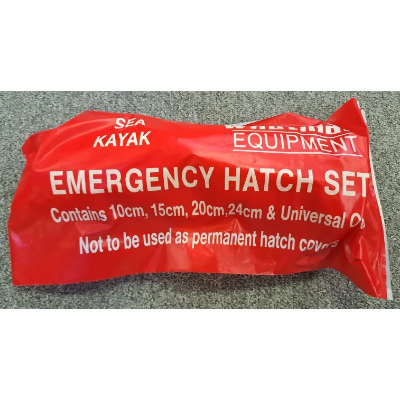 SEA
KAYAK
EQUIPMENT
EMERGENCY HATCH SET
Contains 10cm, 15cm, 20cm,24cm & Universal
Not to be used as permanent hatch covers